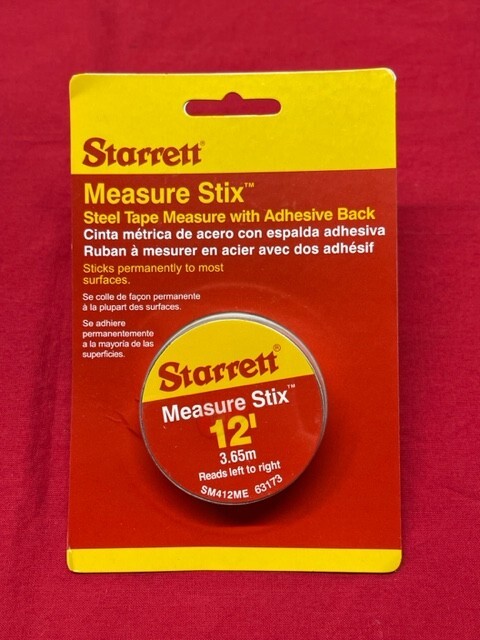 Starrett®
Measure Stix™
Steel Tape Measure with Adhesive Back
Cinta métrica de acero con espalda adhesiva
Ruban à mesurer en acier avec dos adhésif
Sticks permanently to most
surfaces.
Se colle de façon permanente
à la plupart des surfaces.
Se adhiere
permanentemente
a la mayoría de las
superficies.
Starrett®
Measure Stix™
12'
3.65m
Reads left to right
SM412ME 63173